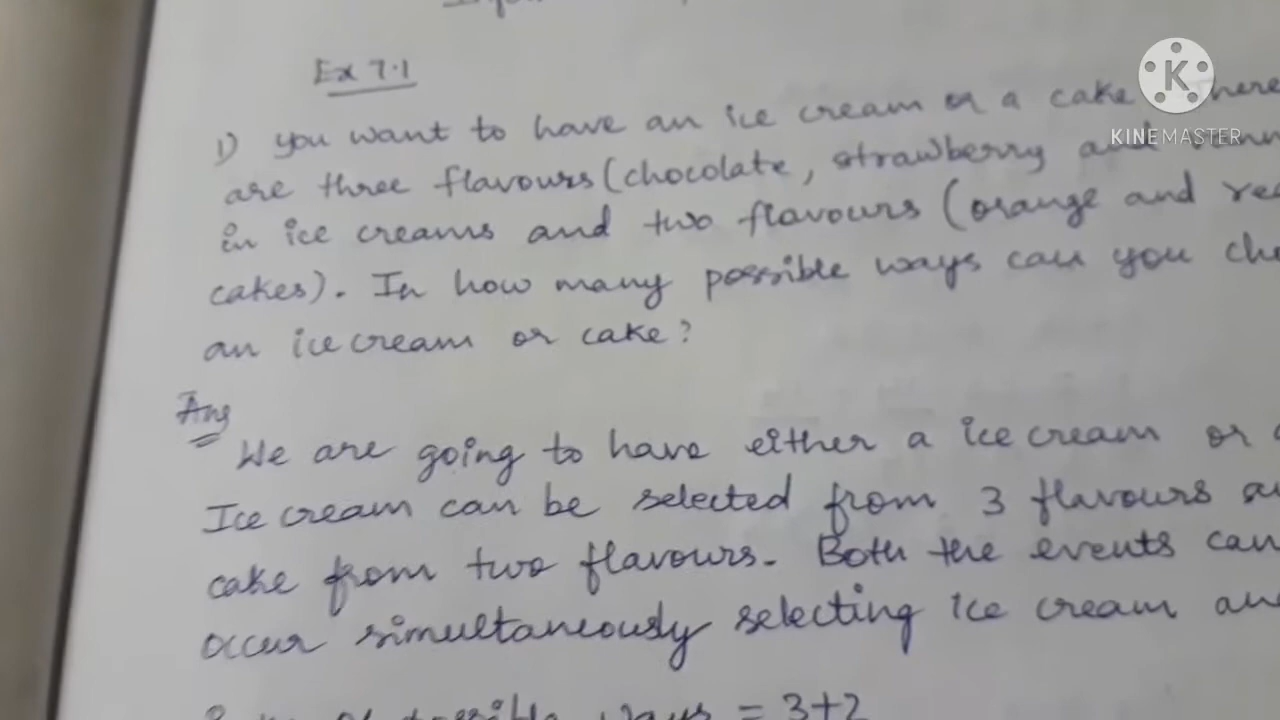 Ex 7.1
KINEMASTER
1) You want to have an ice cream or a cake
are three flavours (chocolate, strawberry and
in ice creams and two flavours (orange and
cakes). In how many possible ways can you
an ice cream or cake?
Ans
We are going to have either a ice cream or
Ice cream can be selected from 3 flavours
cake from two flavours. Both the events can
occur simultaneously selecting ice cream
possible ways = 3+2